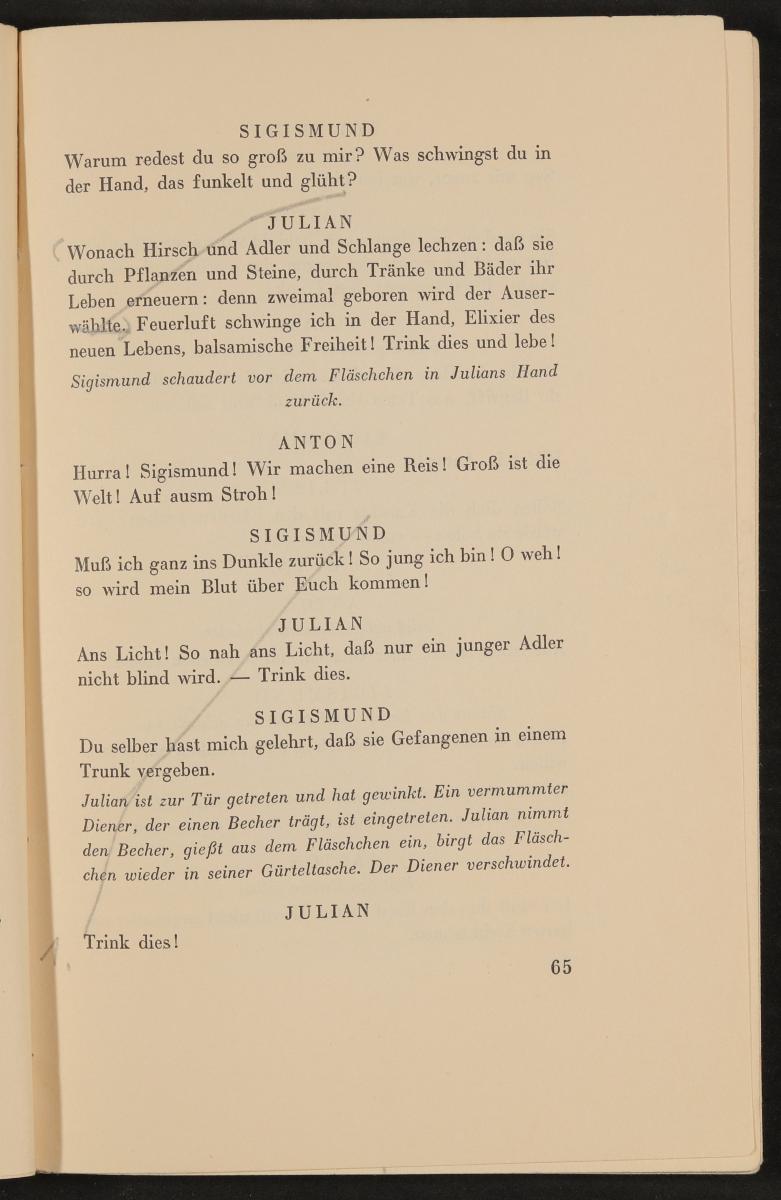 SIGISMUND
Warum redest du so groß zu mir? Was schwingst du in
der Hand, das funkelt und glüht?
JULIAN
Wonach Hirsch und Adler und Schlange lechzen: daß sie
durch Pflanzen und Steine, durch Tränke und Bäder ihr
Leben erneuern: denn zweimal geboren wird der Auser-
wählte. Feuerluft schwinge ich in der Hand, Elixier des
neuen Lebens, balsamische Freiheit! Trink dies und lebe!
Sigismund schaudert vor dem Fläschchen in Julians Hand
zurück.
ANTON
Hurra! Sigismund! Wir machen eine Reis! Groß ist die
Welt! Auf ausm Stroh!
SIGISMUND
Muß ich ganz ins Dunkle zurück! So jung ich bin! O weh!
so wird mein Blut über Euch kommen!
JULIAN
Ans Licht! So nah ans Licht, daß nur ein junger Adler
nicht blind wird. — Trink dies.
SIGISMUND
Du selber hast mich gelehrt, daß sie Gefangenen in einem
Trunk vergeben.
Julian ist zur Tür getreten und hat gewinkt. Ein vermummter
Diener, der einen Becher trägt, ist eingetreten. Julian nimmt
den Becher, gießt aus dem Fläschchen ein, birgt das Fläsch-
chen wieder in seiner Gürteltasche. Der Diener verschwindet.
JULIAN
Trink dies!
1.
65